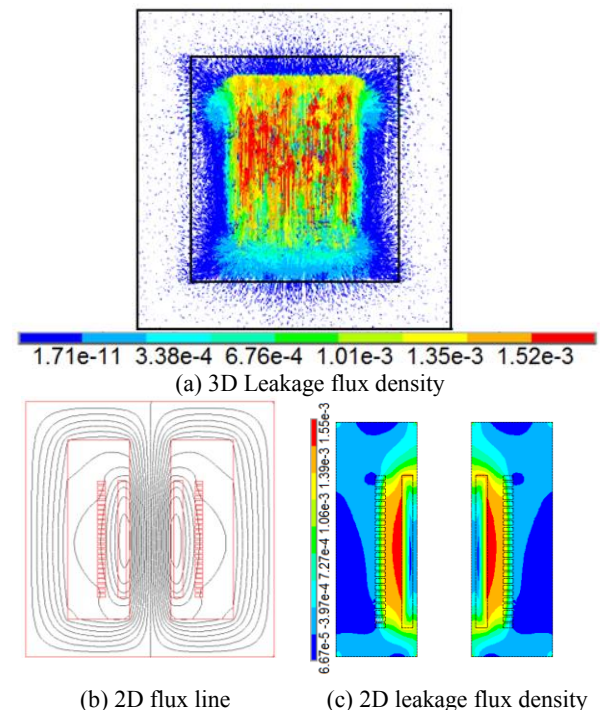 1.71e-11 3.38e-4 6.76e-4 1.01e-3 1.35e-3 1.52e-3
(a) 3D Leakage flux density
6.67e-5 3.97e-4 7.27e-4 1.06e-3 1.39e-3 1.55e-3
(b) 2D flux line (c) 2D leakage flux density